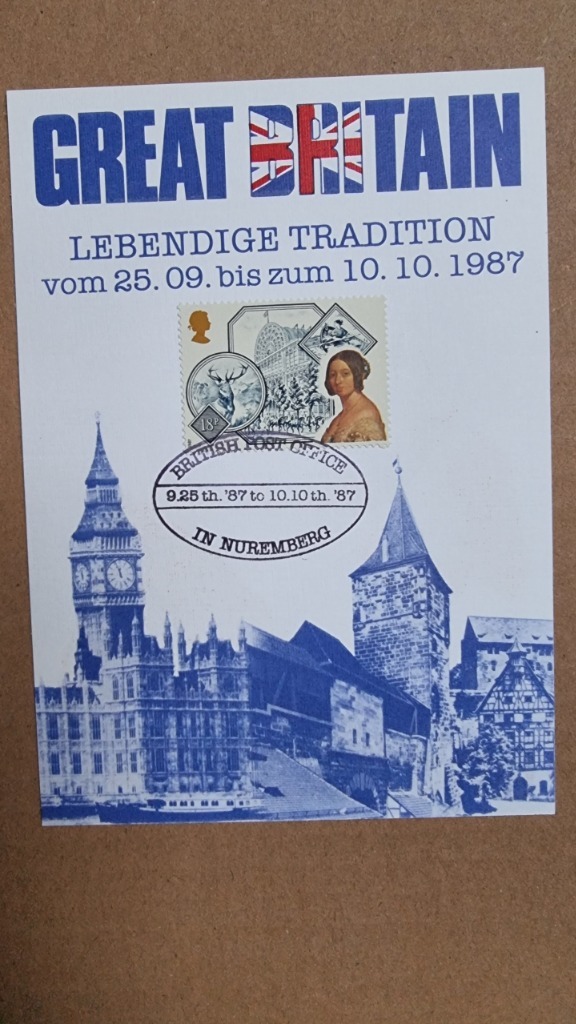 GREAT BRITAIN
LEBENDIGE TRADITION
vom 25. 09. bis zum 10. 10. 1987
18P
BRITISH POST OFFICE
9.25 th. '87 to 10.10 th. '87
IN NUREMBERG